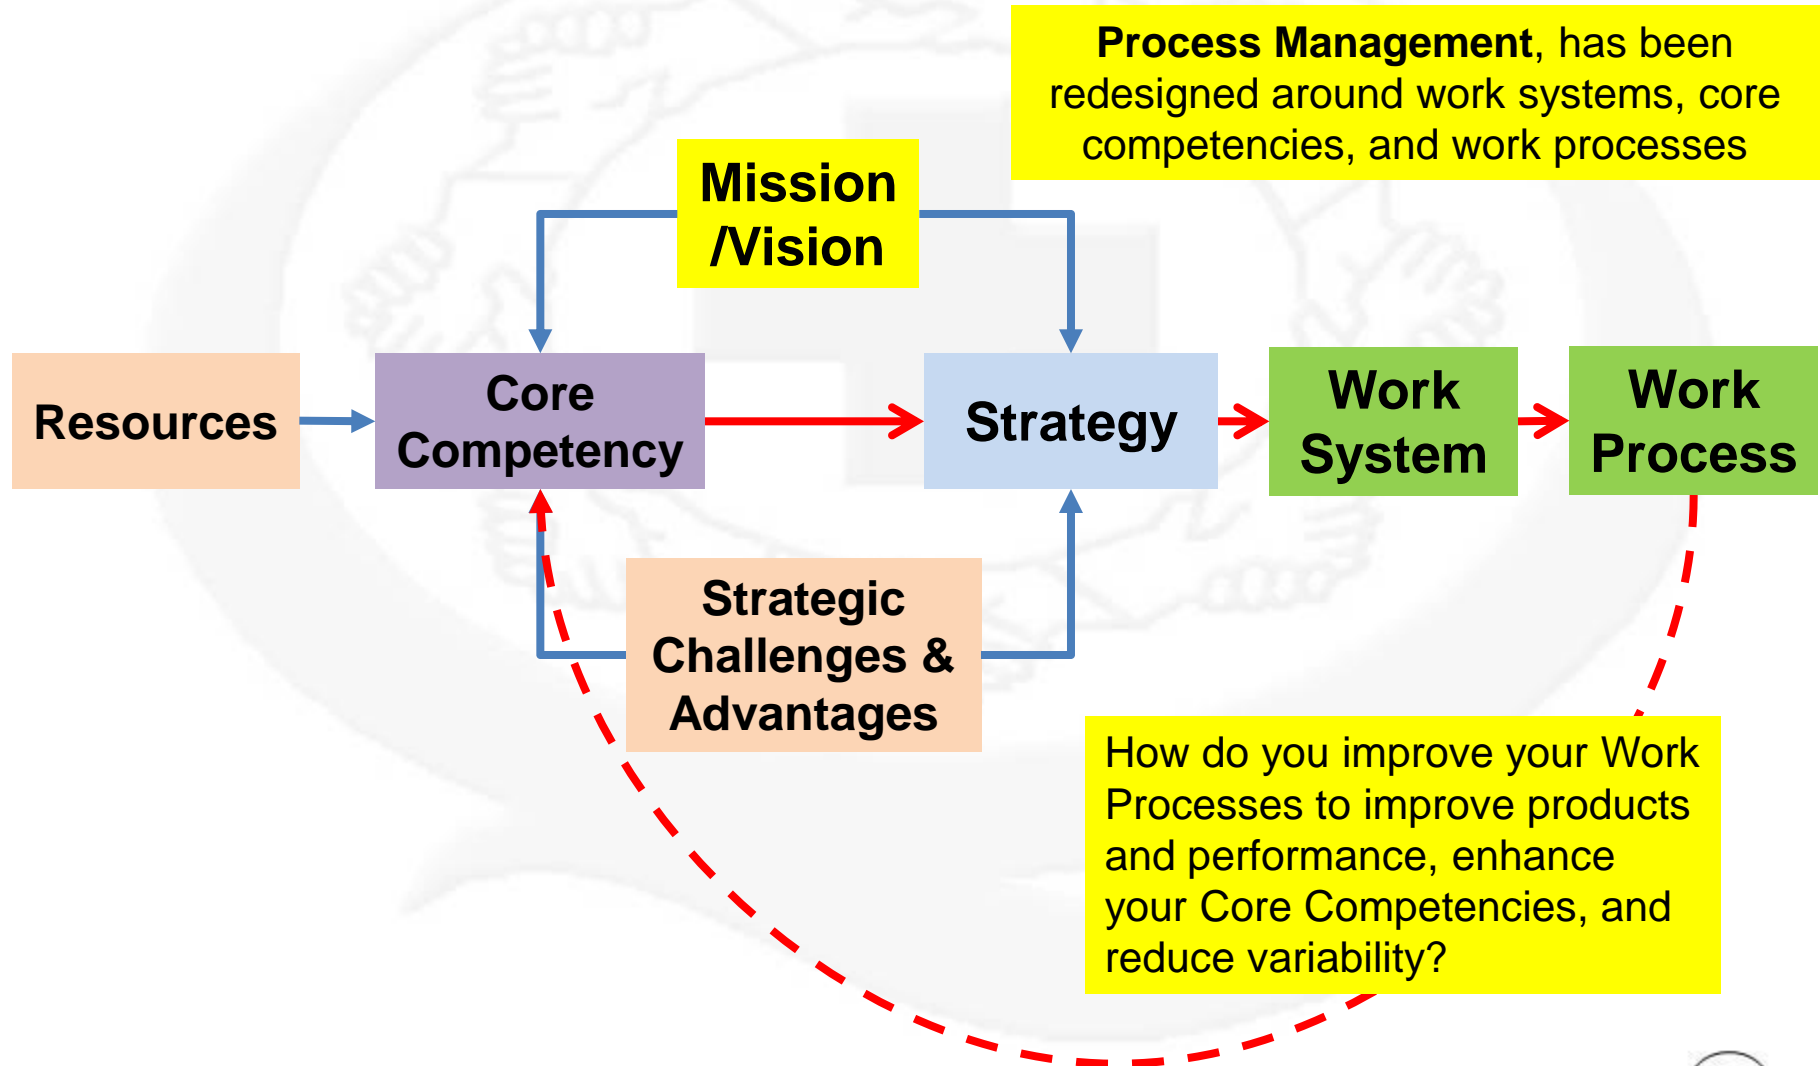 Process Management, has been
redesigned around work systems, core
competencies, and work processes
Mission
/Vision
Resources
Core
Competency
Strategy
Work
System
Work
Process
Strategic
Challenges &
Advantages
How do you improve your Work
Processes to improve products
and performance, enhance
your Core Competencies, and
reduce variability?